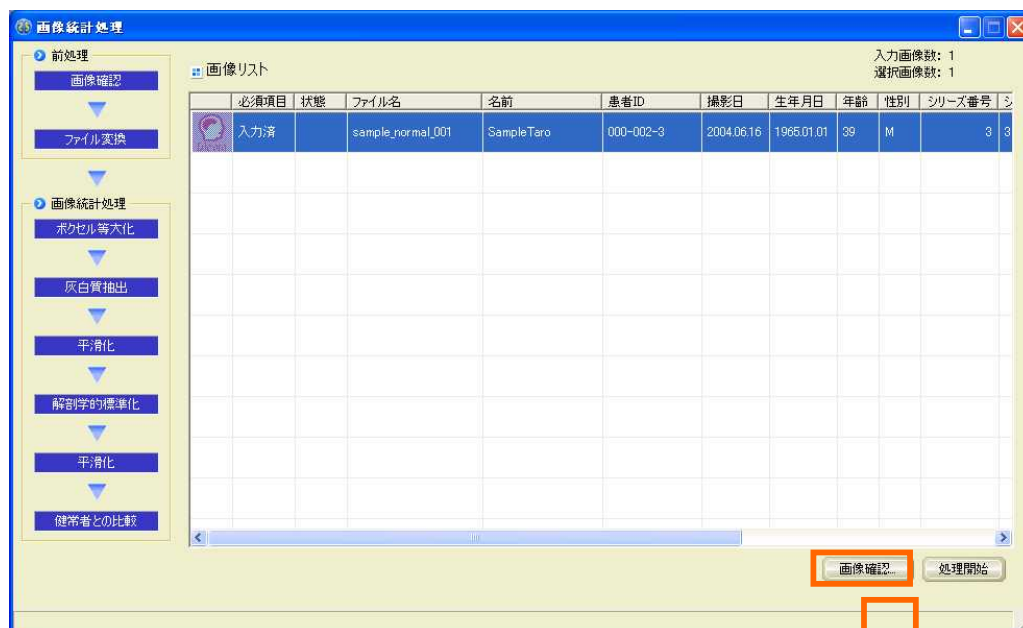 画像統計処理
前処理
画像確認
ファイル変換
画像統計処理
ボクセル等大化
灰白質抽出
平滑化
解剖学的標準化
平滑化
健常者との比較
画像リスト
入力画像数: 1
選択画像数: 1
必須項目 状態 ファイル名 名前 患者ID 撮影日 生年月日 年齢 性別 シリーズ番号 シ
入力済 sample_normal_001 SampleTaro 000-002-3 2004.06.16 1965.01.01 39 M 3 3
画像確認... 処理開始